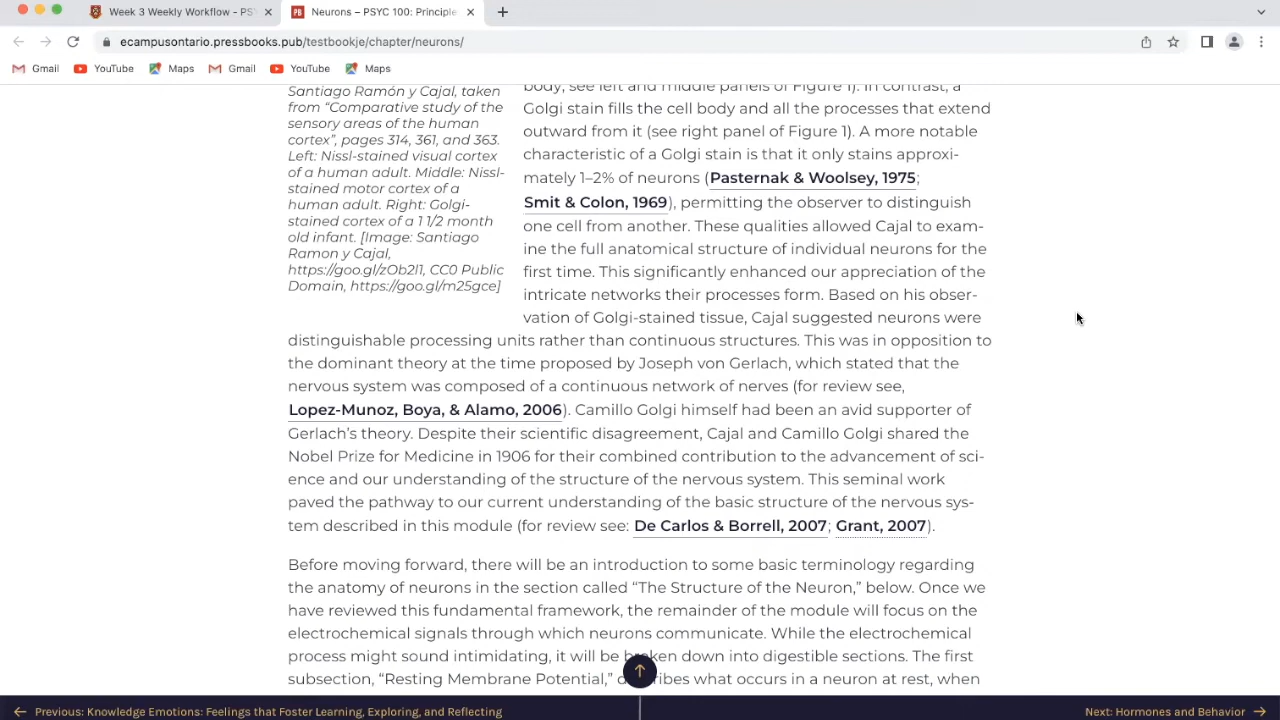 Week 3 Weekly Workflow - PS
Neurons – PSYC 100: Principle
ecampusontario.pressbooks.pub/testbookje/chapter/neurons/
Gmail YouTube Maps Gmail YouTube Maps
Santiago Ramón y Cajal, taken
from “Comparative study of the
sensory areas of the human
cortex”, pages 314, 361, and 363.
Left: Nissl-stained visual cortex
of a human adult. Middle: Nissl-
stained motor cortex of a
human adult. Right: Golgi-
stained cortex of a 1 1/2 month
old infant. [Image: Santiago
Ramon y Cajal,
https://goo.gl/zOb2l1, CC0 Public
Domain, https://goo.gl/m25gce]
body, see left and middle panels of Figure 1). In contrast, a
Golgi stain fills the cell body and all the processes that extend
outward from it (see right panel of Figure 1). A more notable
characteristic of a Golgi stain is that it only stains approxi-
mately 1–2% of neurons (Pasternak & Woolsey, 1975;
Smit & Colon, 1969), permitting the observer to distinguish
one cell from another. These qualities allowed Cajal to exam-
ine the full anatomical structure of individual neurons for the
first time. This significantly enhanced our appreciation of the
intricate networks their processes form. Based on his obser-
vation of Golgi-stained tissue, Cajal suggested neurons were
distinguishable processing units rather than continuous structures. This was in opposition to
the dominant theory at the time proposed by Joseph von Gerlach, which stated that the
nervous system was composed of a continuous network of nerves (for review see,
Lopez-Munoz, Boya, & Alamo, 2006). Camillo Golgi himself had been an avid supporter of
Gerlach’s theory. Despite their scientific disagreement, Cajal and Camillo Golgi shared the
Nobel Prize for Medicine in 1906 for their combined contribution to the advancement of sci-
ence and our understanding of the structure of the nervous system. This seminal work
paved the pathway to our current understanding of the basic structure of the nervous sys-
tem described in this module (for review see: De Carlos & Borrell, 2007; Grant, 2007).
Before moving forward, there will be an introduction to some basic terminology regarding
the anatomy of neurons in the section called “The Structure of the Neuron,” below. Once we
have reviewed this fundamental framework, the remainder of the module will focus on the
electrochemical signals through which neurons communicate. While the electrochemical
process might sound intimidating, it will be broken down into digestible sections. The first
subsection, “Resting Membrane Potential,” describes what occurs in a neuron at rest, when
Previous: Knowledge Emotions: Feelings that Foster Learning, Exploring, and Reflecting
Next: Hormones and Behavior